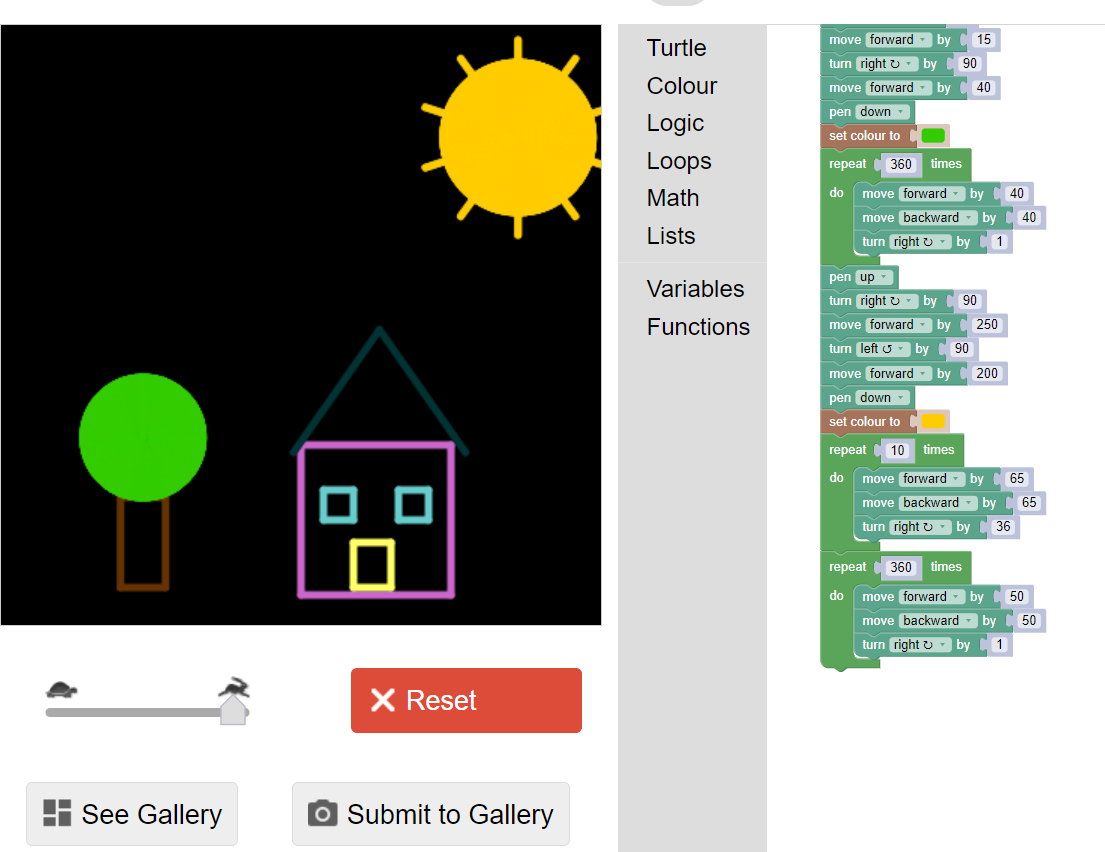 Turtle
Colour
Logic
Loops
Math
Lists
Variables
Functions
move forward by 15
turn right ↻ by 90
move forward by 40
pen down
set colour to
repeat 360 times
do move forward by 40
move backward by 40
turn right ↻ by 1
pen up
turn right ↻ by 90
move forward by 250
turn left ↺ by 90
move forward by 200
pen down
set colour to
repeat 10 times
do move forward by 65
move backward by 65
turn right ↻ by 36
repeat 360 times
do move forward by 50
move backward by 50
turn right ↻ by 1
Reset
See Gallery
Submit to Gallery